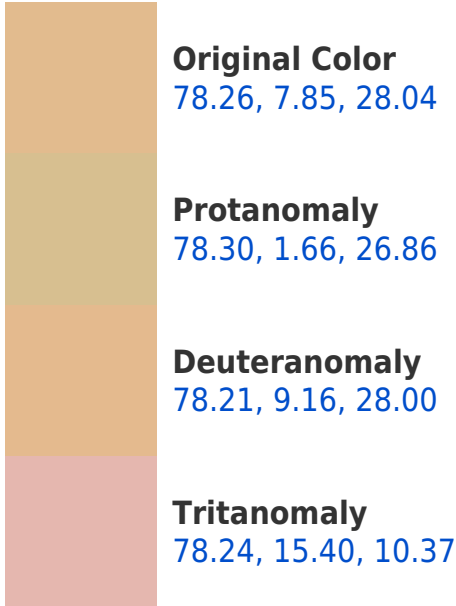 Original Color
78.26, 7.85, 28.04
Protanomaly
78.30, 1.66, 26.86
Deuteranomaly
78.21, 9.16, 28.00
Tritanomaly
78.24, 15.40, 10.37